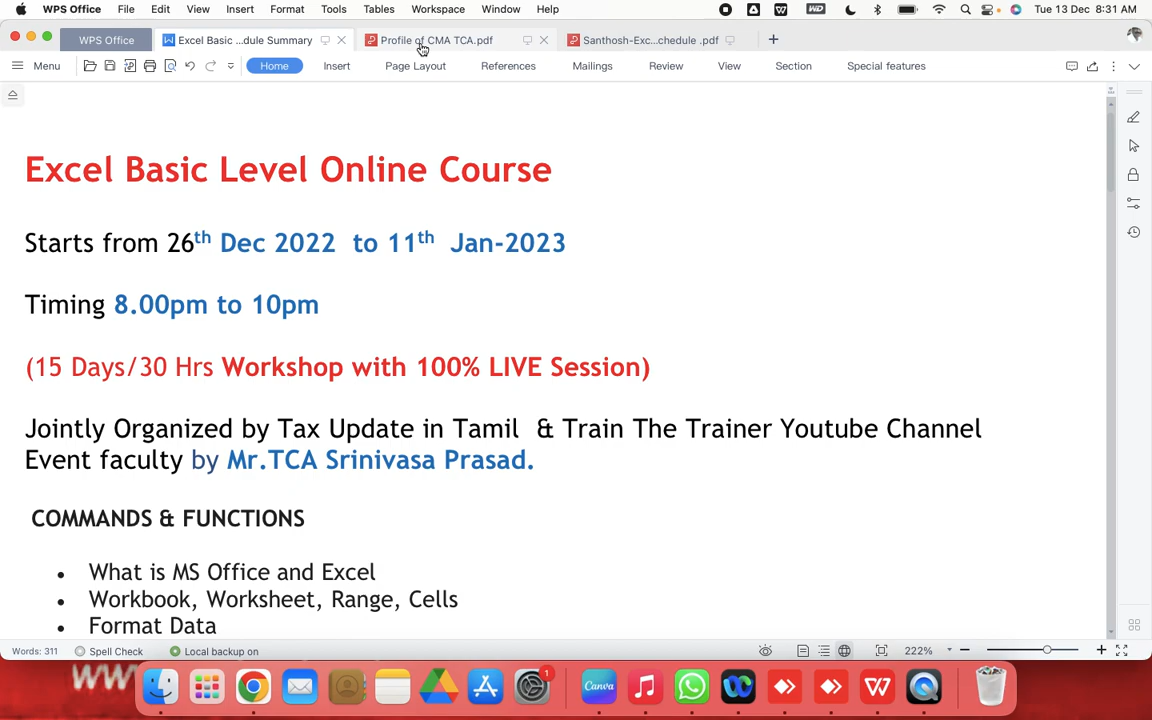 WPS Office File Edit View Insert Format Tools Tables Workspace Window Help Tue 13 Dec 8:31 AM
WPS Office Excel Basic ...dule Summary Profile of CMA TCA.pdf Santhosh-Exc...chedule .pdf
Menu Home Insert Page Layout References Mailings Review View Section Special features
Excel Basic Level Online Course
Starts from 26th Dec 2022 to 11th Jan-2023
Timing 8.00pm to 10pm
(15 Days/30 Hrs Workshop with 100% LIVE Session)
Jointly Organized by Tax Update in Tamil & Train The Trainer Youtube Channel
Event faculty by Mr.TCA Srinivasa Prasad.
COMMANDS & FUNCTIONS
• What is MS Office and Excel
• Workbook, Worksheet, Range, Cells
• Format Data
Words: 311 Spell Check Local backup on 222%
WWW
1
Canva